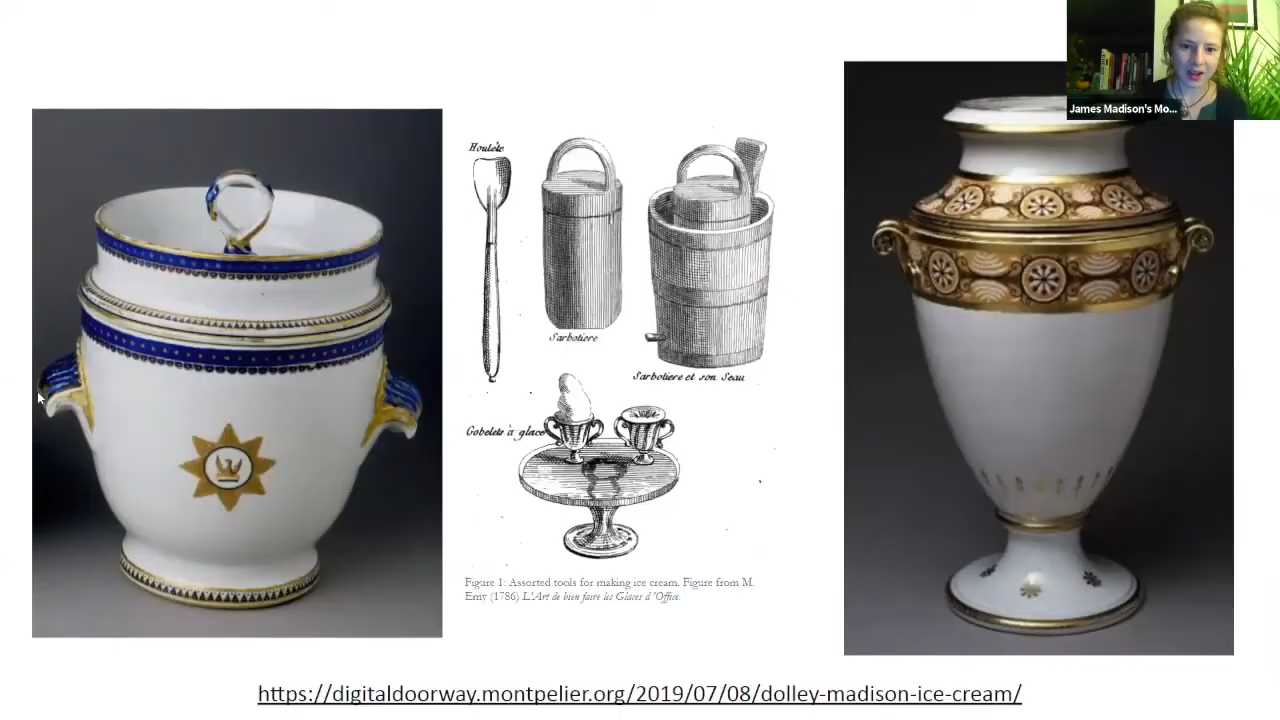 James Madison's Mo...
Houlete
Sarbotiere
Sarbotiere et son Seau
Gobelets à glace
Figure 1: Assorted tools for making ice cream. Figure from M.
Emy (1786) L'Art de bien faire les Glaces d'Office.
https://digitaldoorway.montpelier.org/2019/07/08/dolley-madison-ice-cream/